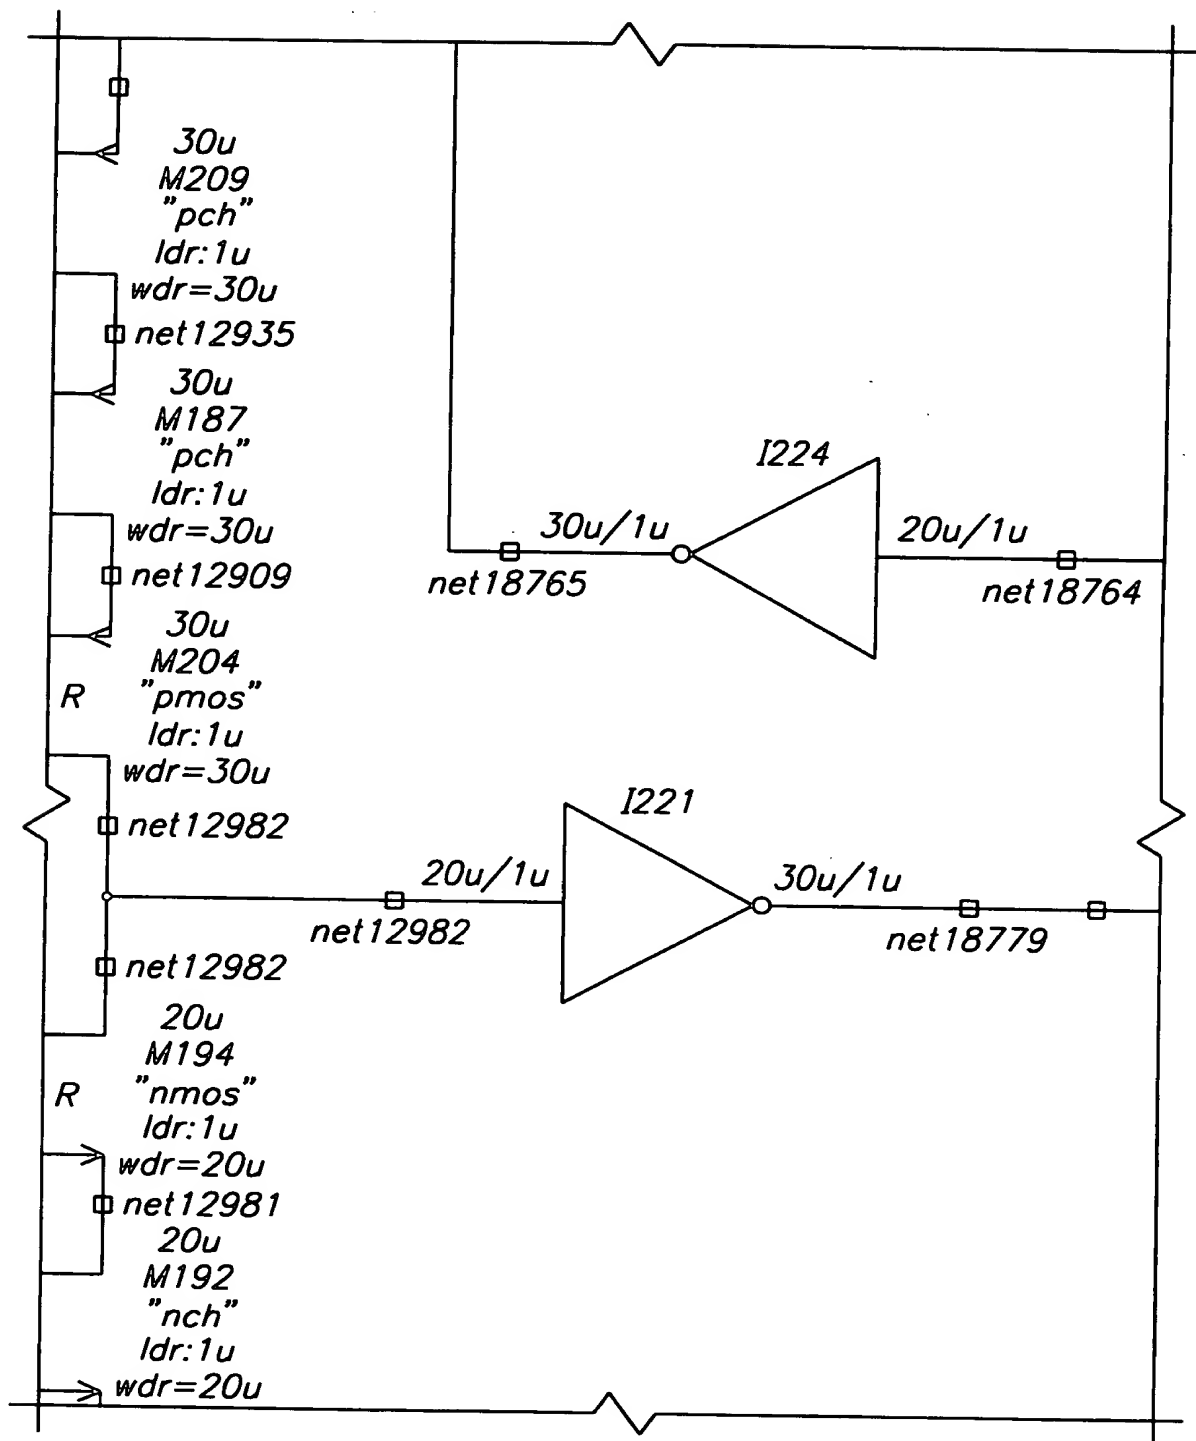 30u
M209
"pch"
ldr:1u
wdr=30u
net12935
30u
M187
"pch"
ldr:1u
wdr=30u
net12909
30u
M204
R "pmos"
ldr:1u
wdr=30u
net12982
net12982
20u
M194
R "nmos"
ldr:1u
wdr=20u
net12981
20u
M192
"nch"
ldr:1u
wdr=20u
I224
30u/1u
20u/1u
net18765
net18764
I221
20u/1u
30u/1u
net12982
net18779